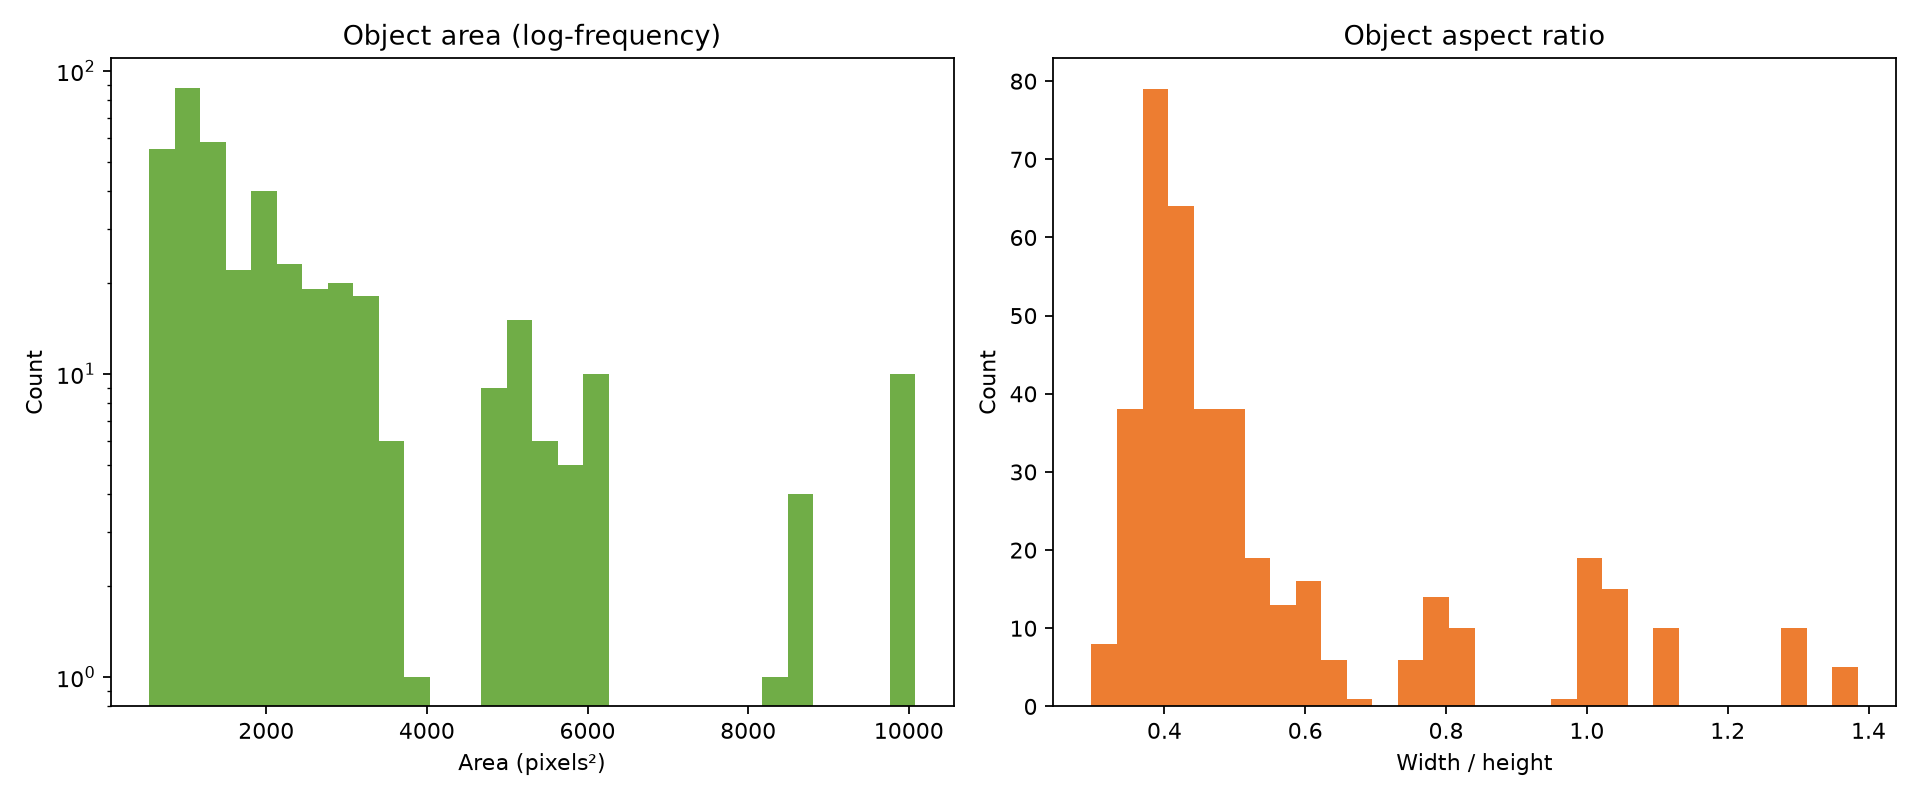 Object area (log-frequency)
10²
10¹
10⁰
Count
2000 4000 6000 8000 10000
Area (pixels²)
Object aspect ratio
80
70
60
50
40
30
20
10
0
Count
0.4 0.6 0.8 1.0 1.2 1.4
Width / height